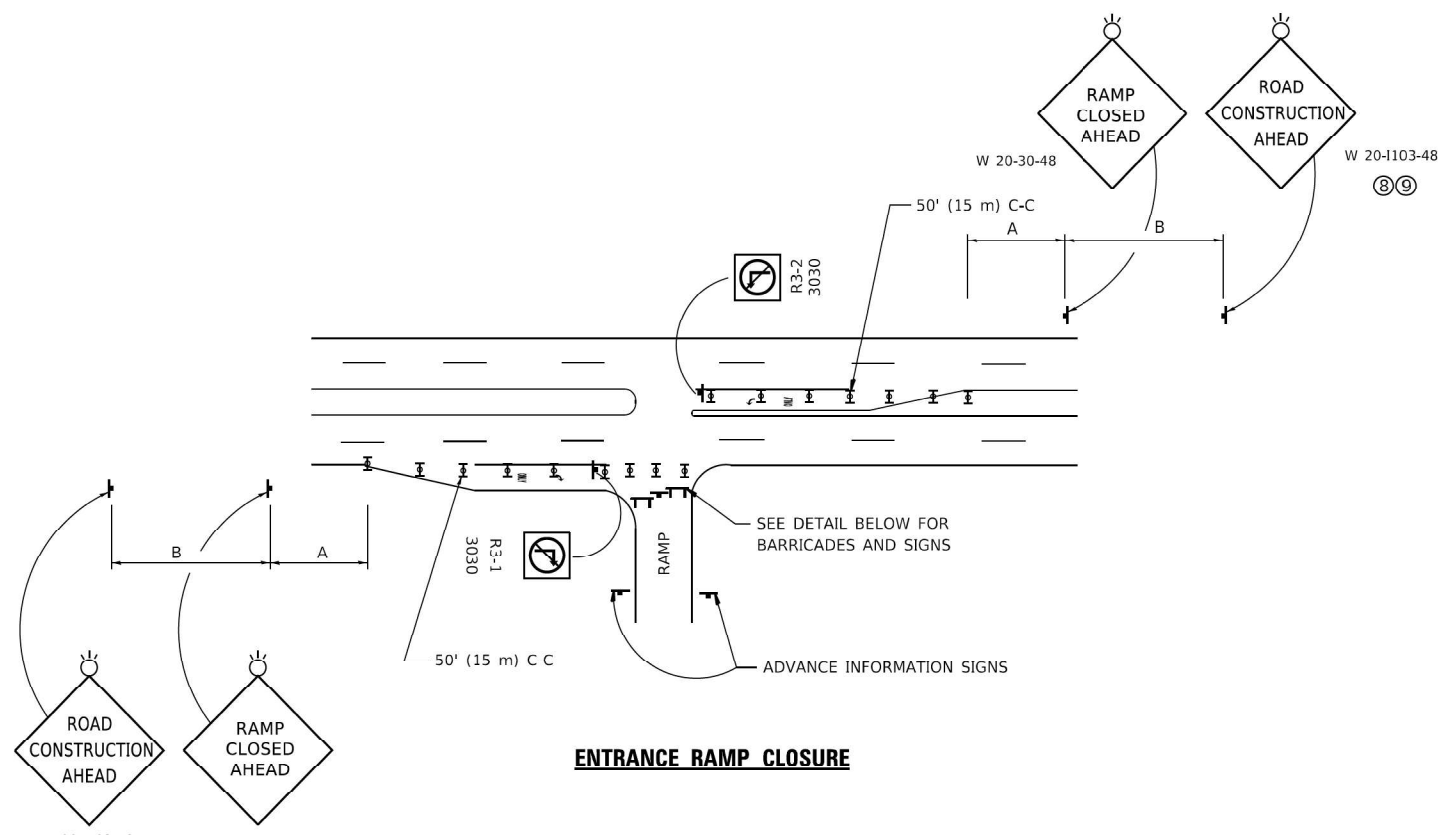 RAMP
CLOSED
AHEAD
ROAD
CONSTRUCTION
AHEAD
W 20-30-48
W 20-I103-48
8 9
50' (15 m) C-C
A
B
R3-2
3030
SEE DETAIL BELOW FOR
BARRICADES AND SIGNS
B
A
R3-1
3030
RAMP
50' (15 m) C C
ADVANCE INFORMATION SIGNS
ROAD
CONSTRUCTION
AHEAD
RAMP
CLOSED
AHEAD
ENTRANCE RAMP CLOSURE